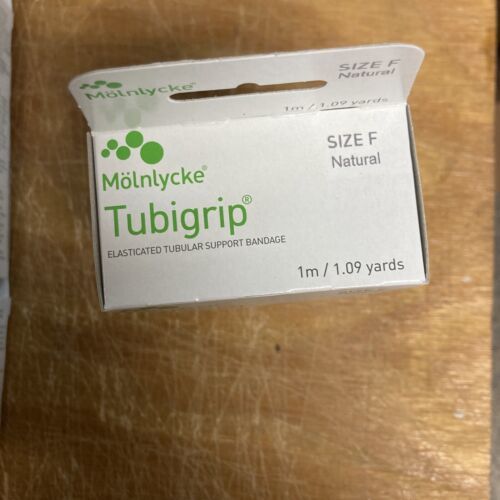 Mölnlycke®
SIZE F
Natural
1m / 1.09 yards
Mölnlycke®
SIZE F
Natural
Tubigrip®
ELASTICATED TUBULAR SUPPORT BANDAGE
1m / 1.09 yards